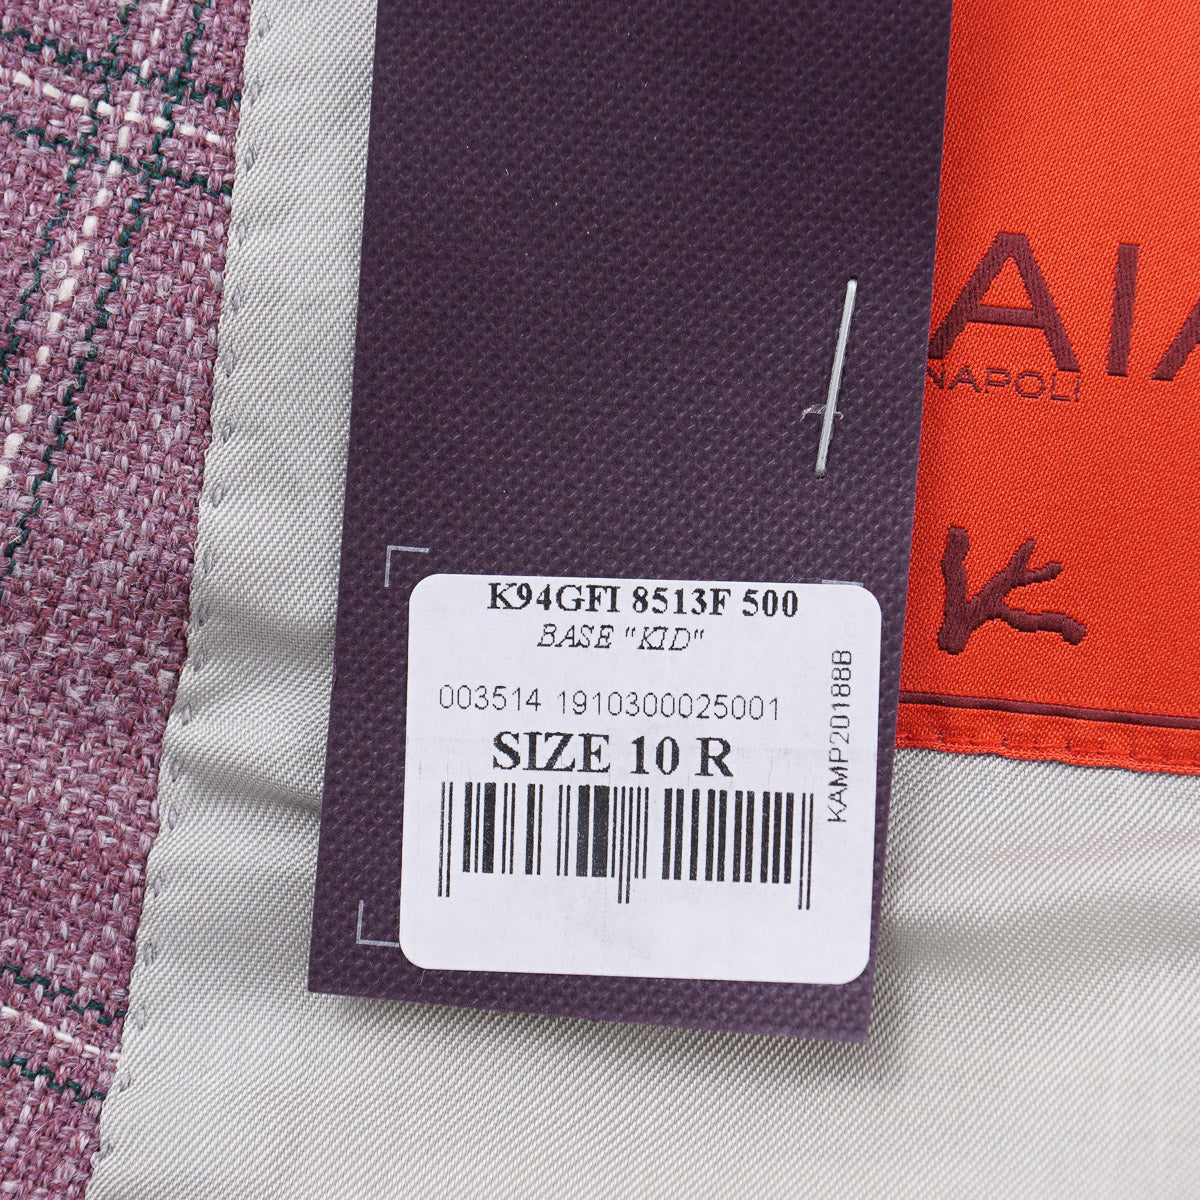 AIA
NAPOLI
K94GFI 8513F 500
BASE "KID"
003514 1910300025001
SIZE 10 R
KAMP20188B